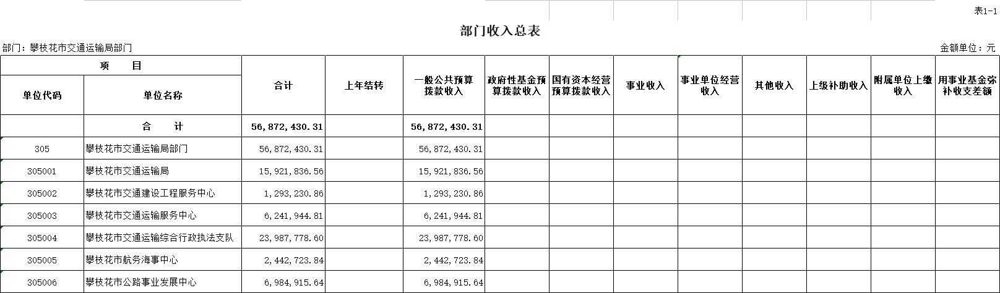 表1-1
部门收入总表
部门：攀枝花市交通运输局部门 金额单位：元
项 目 合计 上年结转 一般公共预算拨款收入 政府性基金预算拨款收入 国有资本经营预算拨款收入 事业收入 事业单位经营收入 其他收入 上级补助收入 附属单位上缴收入 用事业基金弥补收支差额
单位代码 单位名称
合 计 56,872,430.31 56,872,430.31
305 攀枝花市交通运输局部门 56,872,430.31 56,872,430.31
305001 攀枝花市交通运输局 15,921,836.56 15,921,836.56
305002 攀枝花市交通建设工程服务中心 1,293,230.86 1,293,230.86
305003 攀枝花市交通运输服务中心 6,241,944.81 6,241,944.81
305004 攀枝花市交通运输综合行政执法支队 23,987,778.60 23,987,778.60
305005 攀枝花市航务海事中心 2,442,723.84 2,442,723.84
305006 攀枝花市公路事业发展中心 6,984,915.64 6,984,915.64